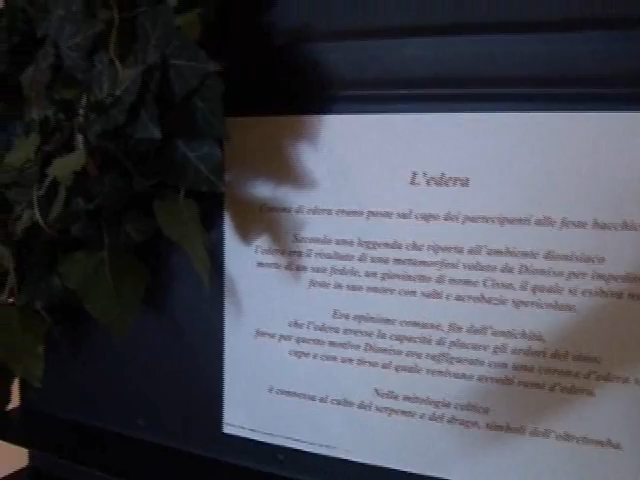 L'edera
Corone di edera erano poste sul capo dei partecipanti alle feste bacchic
Secondo una leggenda che riporta all'ambiente dionisiaco
l'edera era il risultato di una metamorfosi voluta da Dioniso per
morte di un suo fedele, un giovinetto di nome Cisso, il quale si esibiva
feste in suo onore con salti e acrobazie spericolate.
Era opinione comune, fin dall'antichità,
che l'edera avesse la capacità di placare gli ardori del vino;
forse per questo motivo Dioniso era raffigurato con una corona d'edera
capo e con un tirso al quale venivano avvolti rami d'edera.
Nella mitologia celtica
è connessa al culto del serpente e del drago, simboli dell'oltretomba.